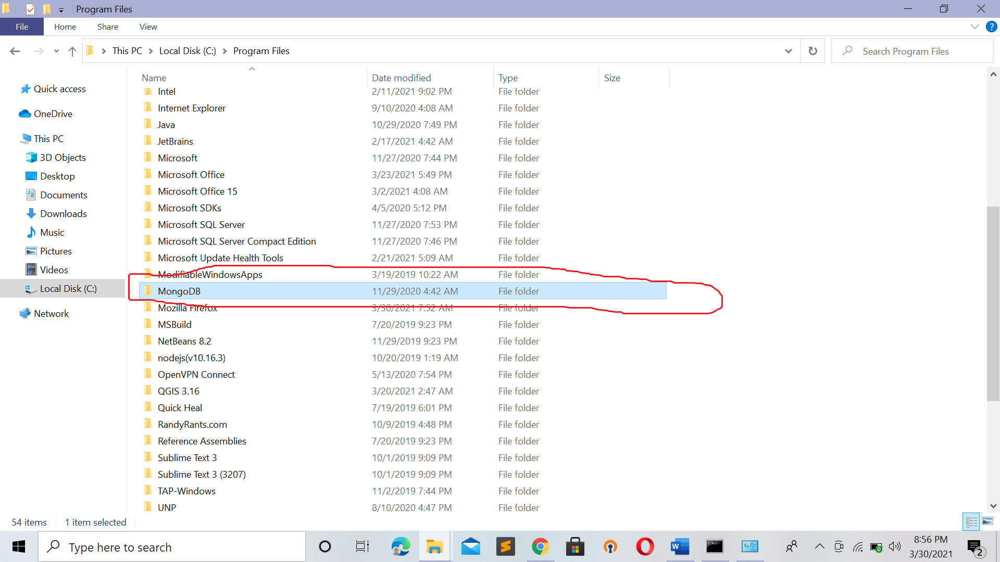 Program Files
File Home Share View
This PC Local Disk (C:) Program Files
Search Program Files
Name Date modified Type Size
Quick access
OneDrive
This PC
3D Objects
Desktop
Documents
Downloads
Music
Pictures
Videos
Local Disk (C:)
Network
Intel 2/11/2021 9:02 PM File folder
Internet Explorer 9/10/2020 4:08 AM File folder
Java 10/29/2020 7:49 PM File folder
JetBrains 2/17/2021 4:42 AM File folder
Microsoft 11/27/2020 7:44 PM File folder
Microsoft Office 3/23/2021 5:49 PM File folder
Microsoft Office 15 3/2/2021 4:08 AM File folder
Microsoft SDKs 4/5/2020 5:12 PM File folder
Microsoft SQL Server 11/27/2020 7:53 PM File folder
Microsoft SQL Server Compact Edition 11/27/2020 7:46 PM File folder
Microsoft Update Health Tools 2/21/2021 5:09 AM File folder
ModifiableWindowsApps 3/19/2019 10:22 AM File folder
MongoDB 11/29/2020 4:42 AM File folder
Mozilla Firefox 3/30/2021 7:52 AM File folder
MSBuild 7/20/2019 9:23 PM File folder
NetBeans 8.2 11/29/2019 9:23 PM File folder
nodejs(v10.16.3) 10/20/2019 1:19 AM File folder
OpenVPN Connect 5/13/2020 7:54 PM File folder
QGIS 3.16 3/20/2021 2:47 AM File folder
Quick Heal 7/19/2019 6:01 PM File folder
RandyRants.com 10/9/2019 4:48 PM File folder
Reference Assemblies 7/20/2019 9:23 PM File folder
Sublime Text 3 10/1/2019 9:09 PM File folder
Sublime Text 3 (3207) 10/1/2019 9:09 PM File folder
TAP-Windows 11/2/2019 7:44 PM File folder
UNP 8/10/2020 4:47 PM File folder
54 items 1 item selected
Type here to search
8:56 PM
3/30/2021
2